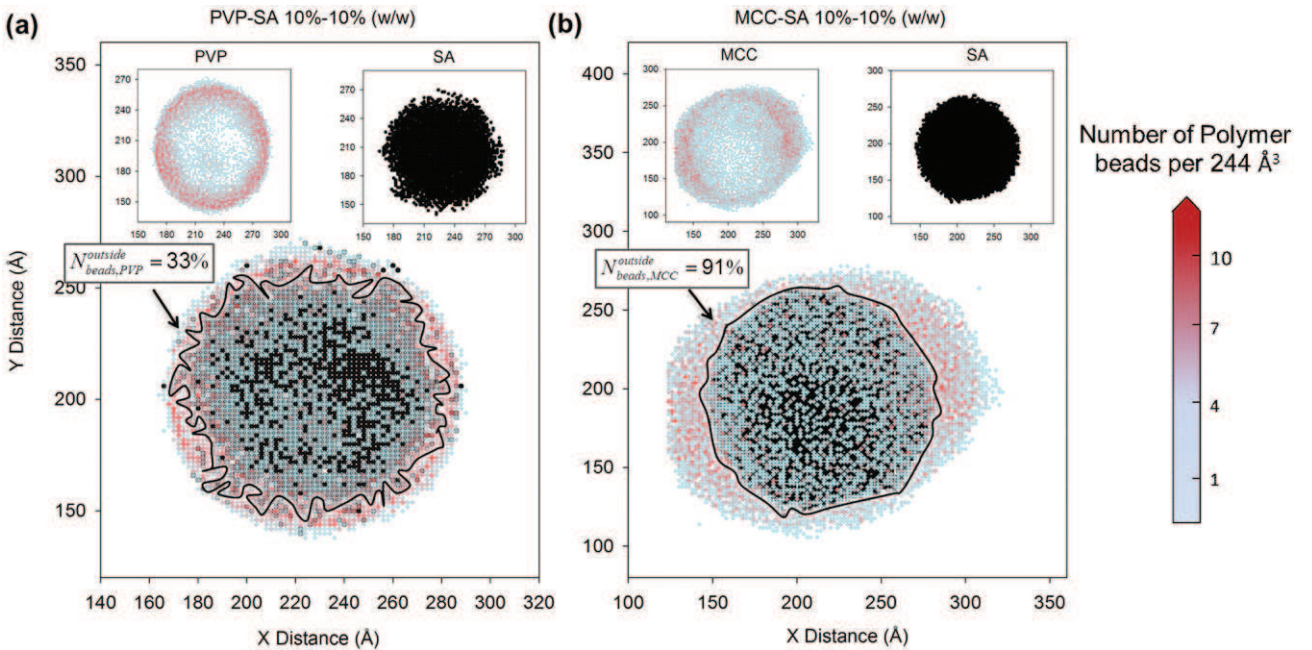 (a)
PVP-SA 10%-10% (w/w)
PVP
SA
270
240
210
180
150
150 180 210 240 270 300
270
240
210
180
150
180 210 240 270 300
N^{outside}_{beads,PVP} = 33%
350
300
250
200
150
Y Distance (Å)
140 160 180 200 220 240 260 280 300 320
X Distance (Å)
(b)
MCC-SA 10%-10% (w/w)
MCC
SA
300
250
200
150
100
150 200 250 300
300
250
200
150
100
150 200 250 300
N^{outside}_{beads,MCC} = 91%
400
350
300
250
200
150
100
100 150 200 250 300 350
X Distance (Å)
Number of Polymer
beads per 244 Å³
10
7
4
1